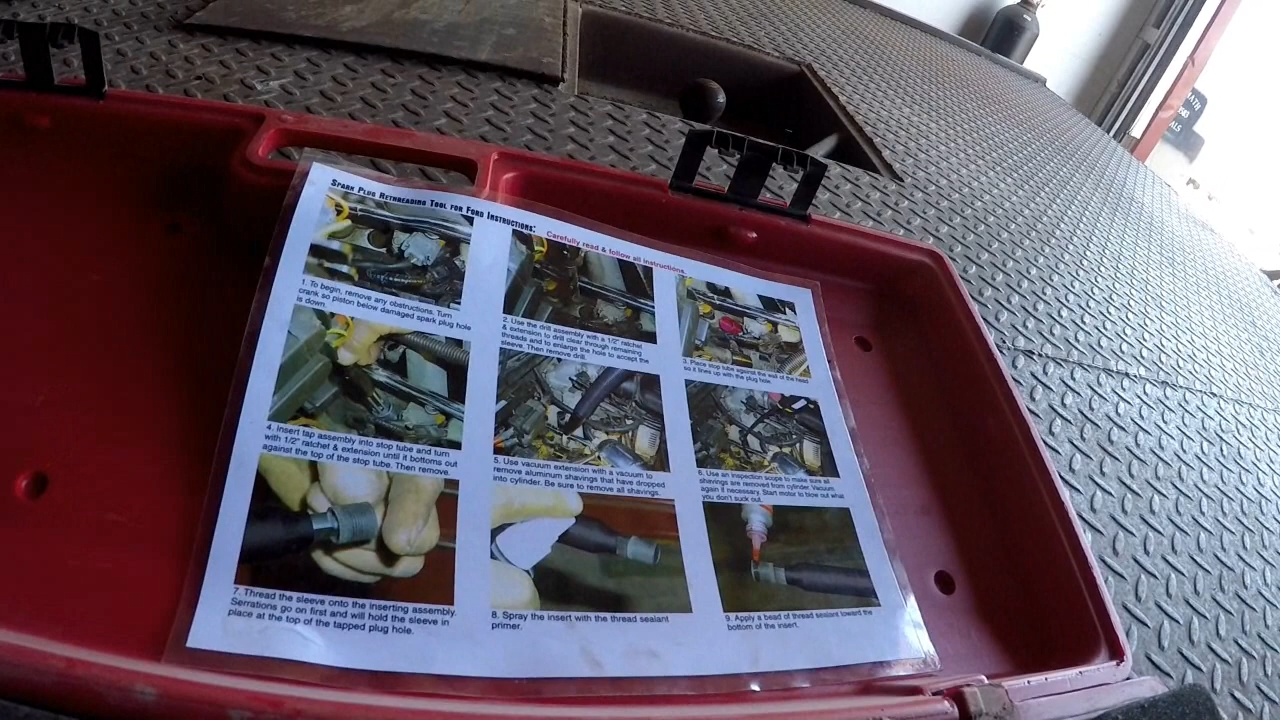 Spark Plug Rethreading Tool for Ford Instructions:
Carefully read & follow all instructions.
1. To begin, remove any obstructions. Turn
crank so piston below damaged spark plug hole
is down.
2. Use the drill assembly with a 1/2" ratchet
& extension to drill clear through remaining
threads and to enlarge the hole to accept the
sleeve. Then remove drill.
3. Place stop tube against the wall of the head
so it lines up with the plug hole.
4. Insert tap assembly into stop tube and turn
with 1/2" ratchet & extension until it bottoms out
against the top of the stop tube. Then remove.
5. Use vacuum extension with a vacuum to
remove aluminum shavings that have dropped
into cylinder. Be sure to remove all shavings.
6. Use an inspection scope to make sure all
shavings are removed from cylinder. Vacuum
again if necessary. Start motor to blow out what
you don't suck out.
7. Thread the sleeve onto the inserting assembly.
Serrations go on first and will hold the sleeve in
place at the top of the tapped plug hole.
8. Spray the insert with the thread sealant
primer.
9. Apply a bead of thread sealant toward the
bottom of the insert.